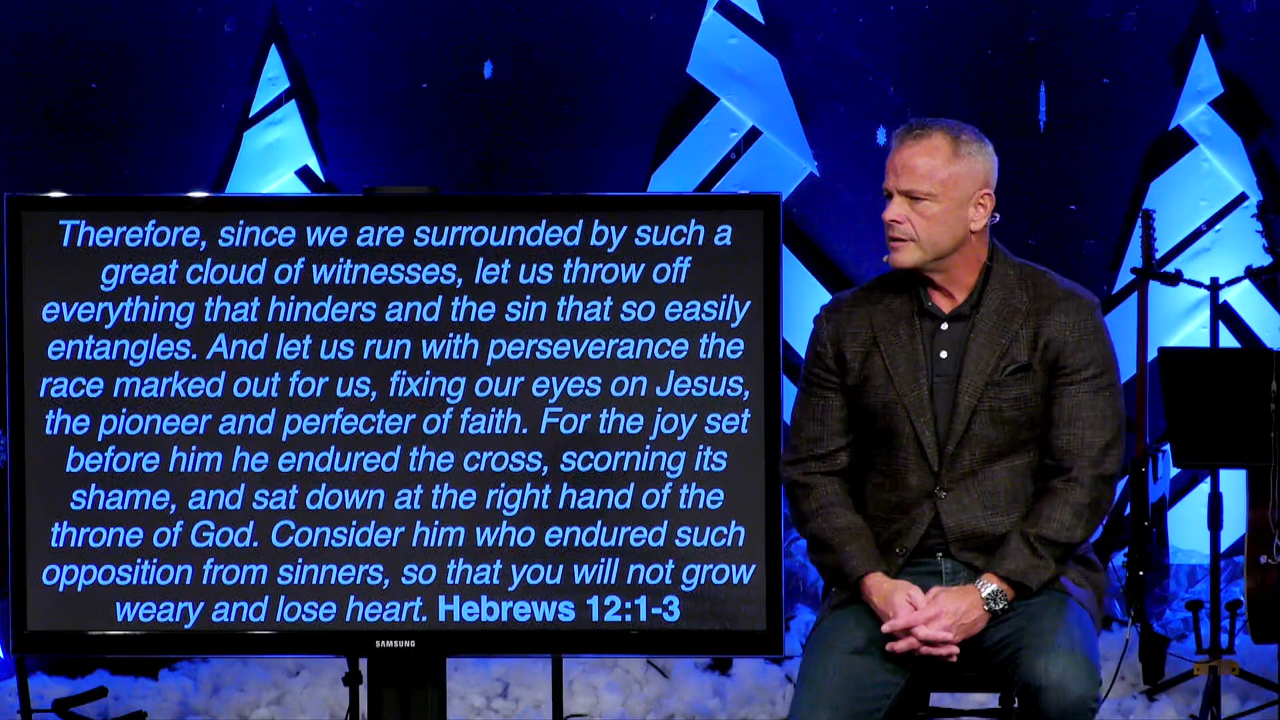 Therefore, since we are surrounded by such a
great cloud of witnesses, let us throw off
everything that hinders and the sin that so easily
entangles. And let us run with perseverance the
race marked out for us, fixing our eyes on Jesus,
the pioneer and perfecter of faith. For the joy set
before him he endured the cross, scorning its
shame, and sat down at the right hand of the
throne of God. Consider him who endured such
opposition from sinners, so that you will not grow
weary and lose heart. Hebrews 12:1-3
SAMSUNG